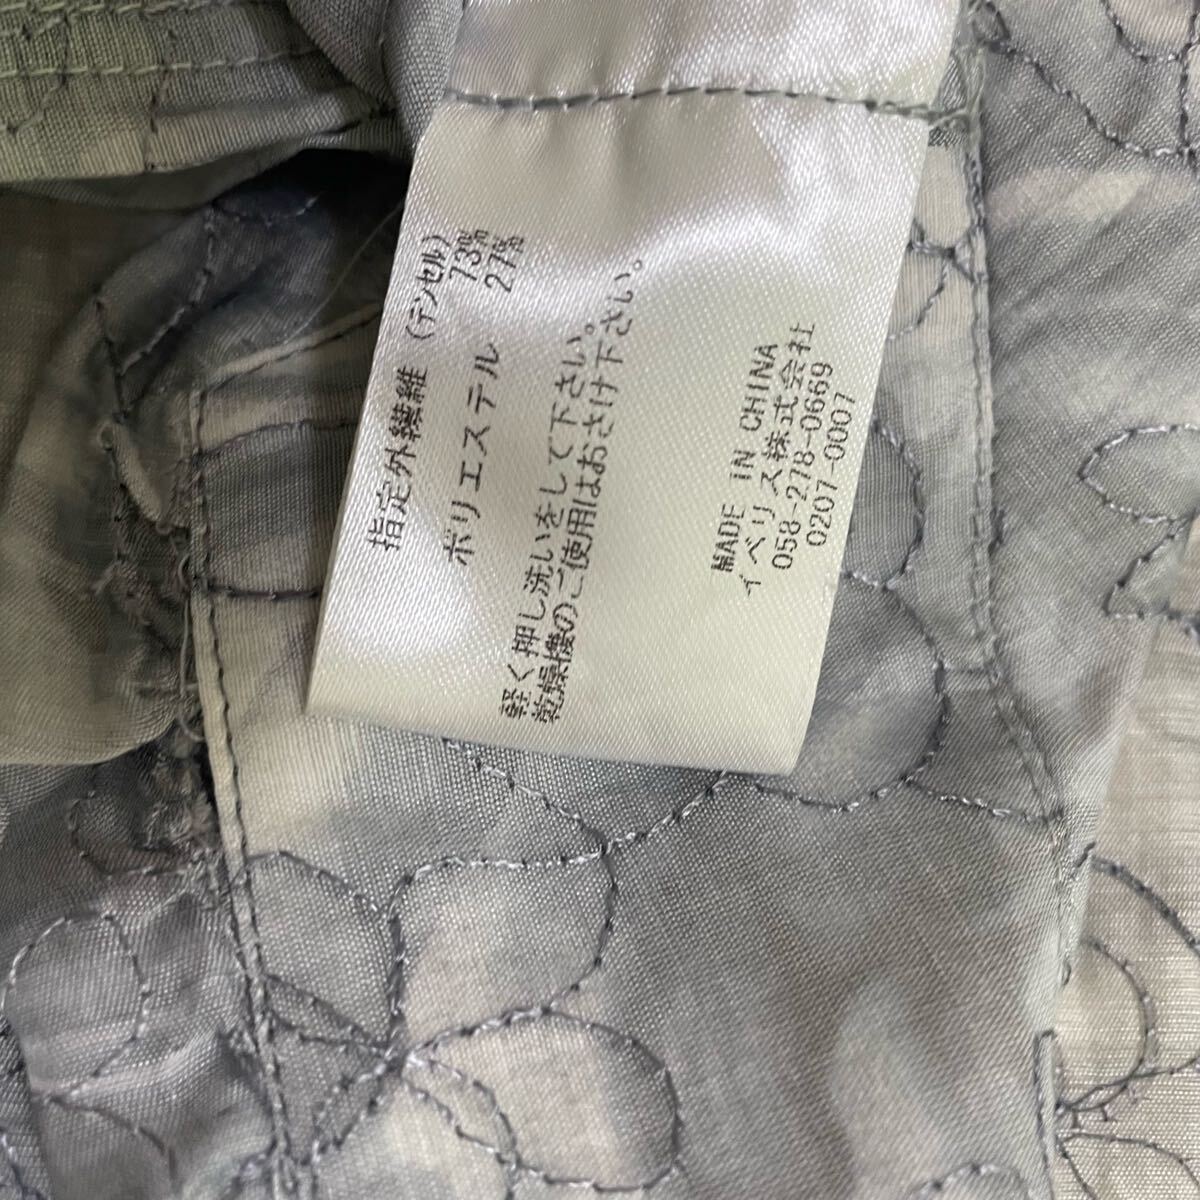 指定外繊維（テンセル） 73%
ポリエステル 27%
軽く押し洗いをして下さい。
乾燥機のご使用はおさけ下さい。
MADE IN CHINA
イベリス株式会社
058-278-0669
0207-0007